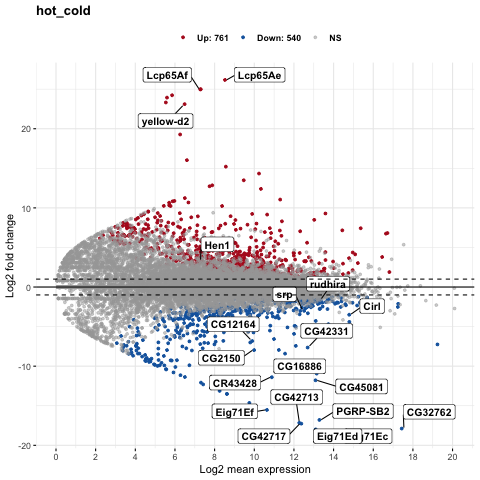 hot_cold
Up: 761 Down: 540 NS
Lcp65Af
Lcp65Ae
yellow-d2
Hen1
rudhira
srp
Cirl
CG12164
CG42331
CG2150
CG16886
CR43428
CG45081
CG42713
Eig71Ef
PGRP-SB2
CG32762
CG42717
Eig71Ed
g71Ec
Log2 fold change
20
10
0
-10
-20
0 2 4 6 8 10 12 14 16 18 20
Log2 mean expression